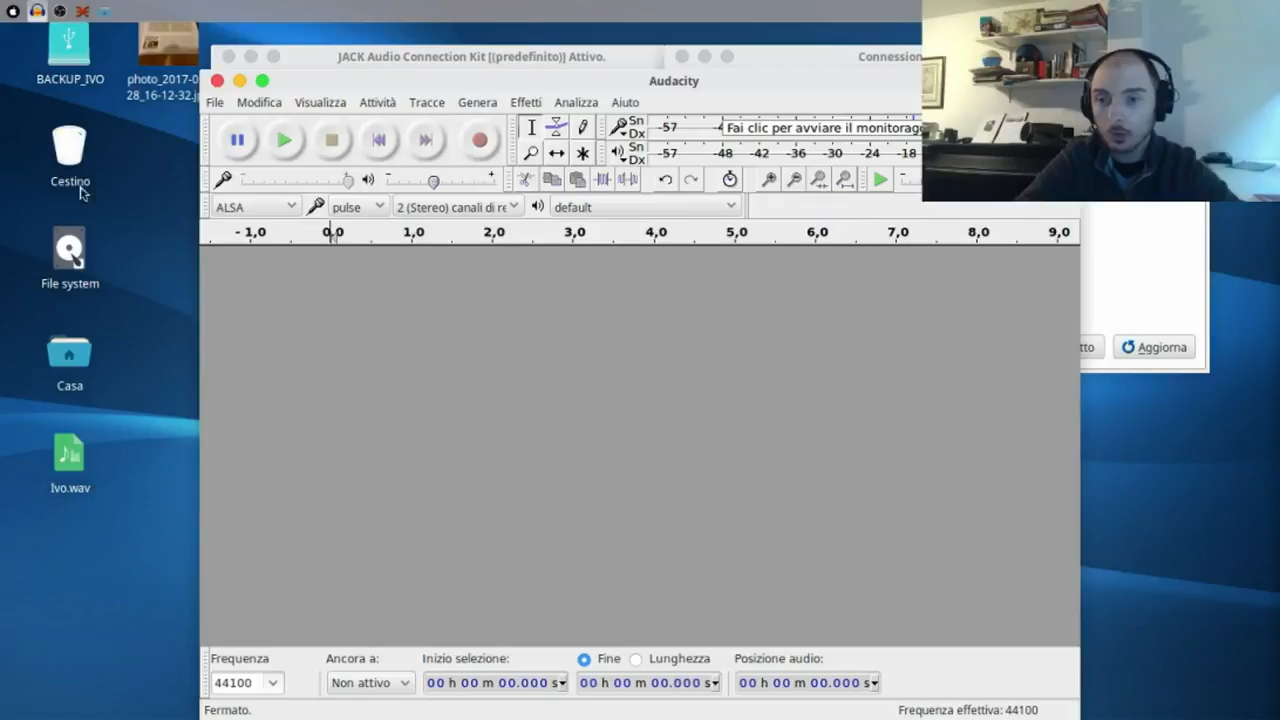 BACKUP_IVO
photo_2017-0
28_16-12-32.j
Cestino
File system
Casa
Ivo.wav
JACK Audio Connection Kit [(predefinito)] Attivo.
Connession
Audacity
File Modifica Visualizza Attività Tracce Genera Effetti Analizza Aiuto
Sn
Dx
-57 -4 Fai clic per avviare il monitorag
Sn
Dx
-57 -48 -42 -36 -30 -24 -18
- +
- +
ALSA pulse 2 (Stereo) canali di re default
- 1,0 0,0 1,0 2,0 3,0 4,0 5,0 6,0 7,0 8,0 9,0
tto Aggiorna
Frequenza Ancora a: Inizio selezione: Fine Lunghezza Posizione audio:
44100 Non attivo 00 h 00 m 00.000 s 00 h 00 m 00.000 s 00 h 00 m 00.000 s
Fermato. Frequenza effettiva: 44100